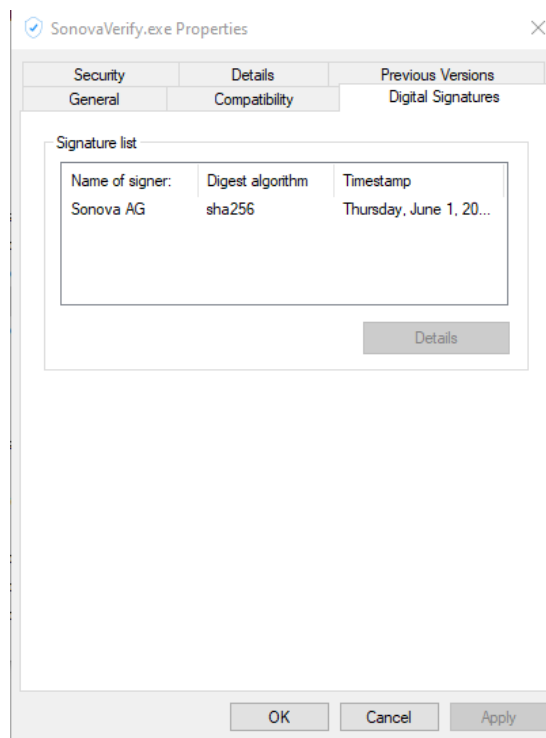 SonovaVerify.exe Properties
Security Details Previous Versions
General Compatibility Digital Signatures
Signature list
Name of signer: Digest algorithm Timestamp
Sonova AG sha256 Thursday, June 1, 20...
Details
OK Cancel Apply